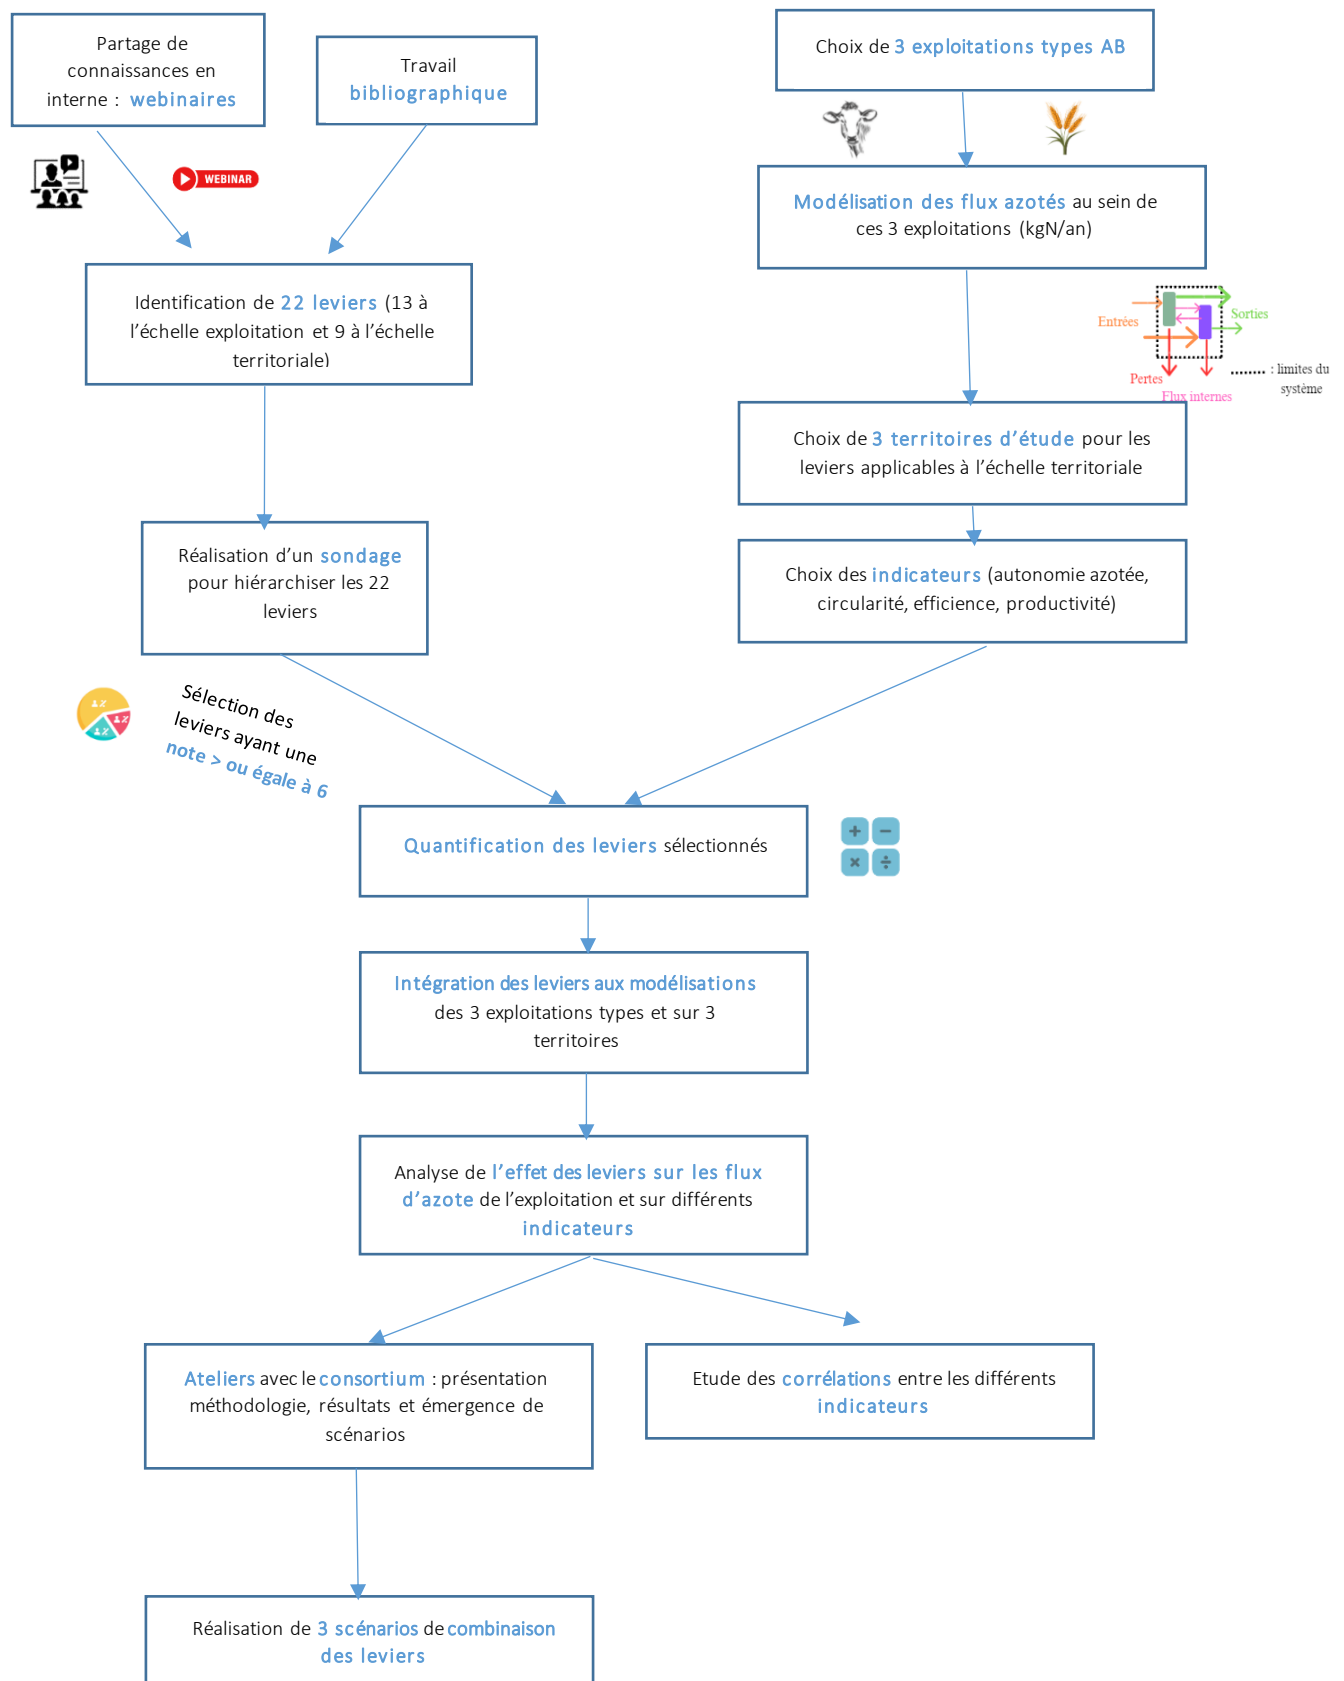 Partage de
connaissances en
interne : webinaires
Travail
bibliographique
Choix de 3 exploitations types AB
WEBINAR
Modélisation des flux azotés au sein de
ces 3 exploitations (kgN/an)
Identification de 22 leviers (13 à
l’échelle exploitation et 9 à l’échelle
territoriale)
Entrées
Sorties
Pertes
Flux internes
........ : limites du
système
Choix de 3 territoires d’étude pour les
leviers applicables à l’échelle territoriale
Réalisation d’un sondage
pour hiérarchiser les 22
leviers
Choix des indicateurs (autonomie azotée,
circularité, efficience, productivité)
Sélection des
leviers ayant une
note > ou égale à 6
Quantification des leviers sélectionnés
Intégration des leviers aux modélisations
des 3 exploitations types et sur 3
territoires
Analyse de l’effet des leviers sur les flux
d’azote de l’exploitation et sur différents
indicateurs
Ateliers avec le consortium : présentation
méthodologie, résultats et émergence de
scénarios
Etude des corrélations entre les différents
indicateurs
Réalisation de 3 scénarios de combinaison
des leviers